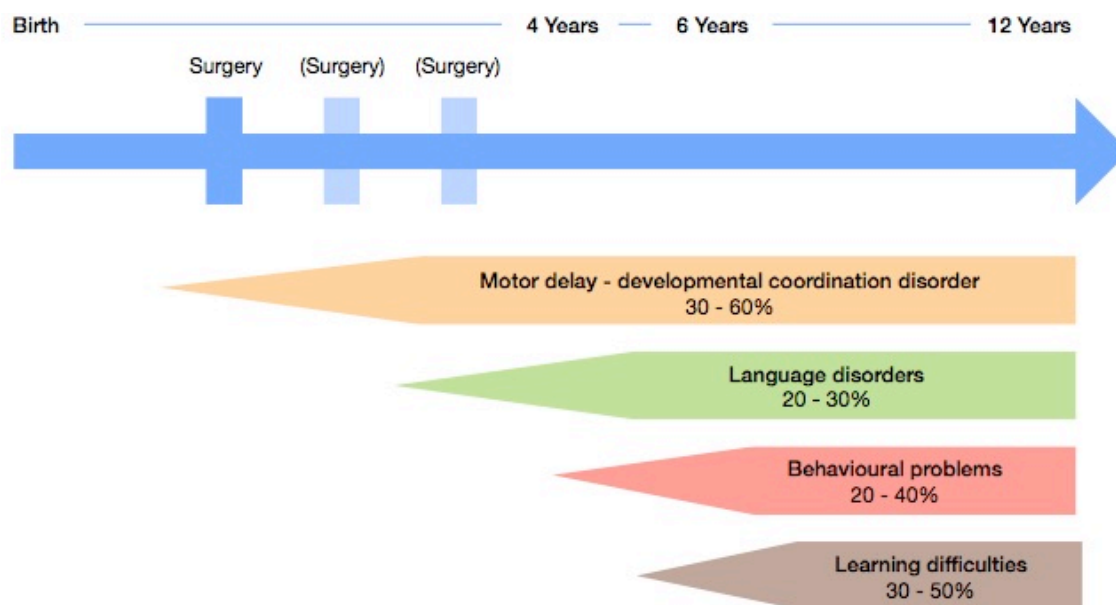 Birth 4 Years 6 Years 12 Years
Surgery (Surgery) (Surgery)
Motor delay - developmental coordination disorder
30 - 60%
Language disorders
20 - 30%
Behavioural problems
20 - 40%
Learning difficulties
30 - 50%